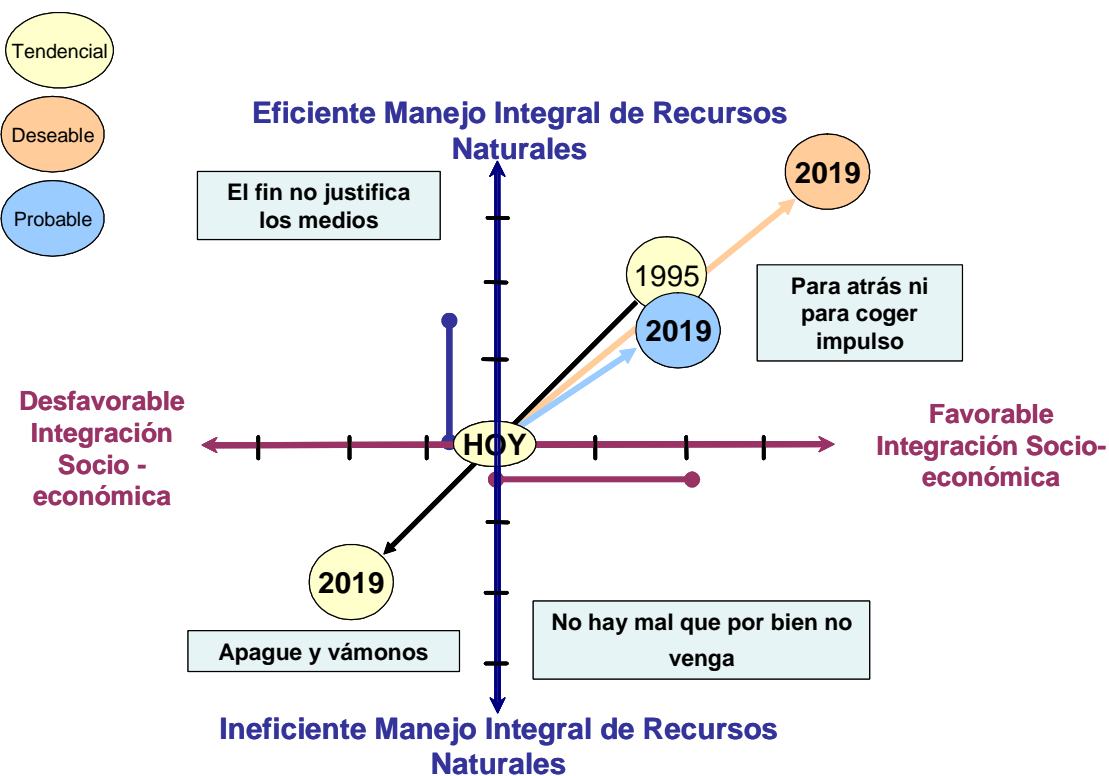 Tendencial
Deseable
Probable
Eficiente Manejo Integral de Recursos
Naturales
El fin no justifica
los medios
2019
1995
2019
Para atrás ni
para coger
impulso
Desfavorable
Integración
Socio -
económica
HOY
Favorable
Integración Socio-
económica
2019
Apague y vámonos
No hay mal que por bien no
venga
Ineficiente Manejo Integral de Recursos
Naturales